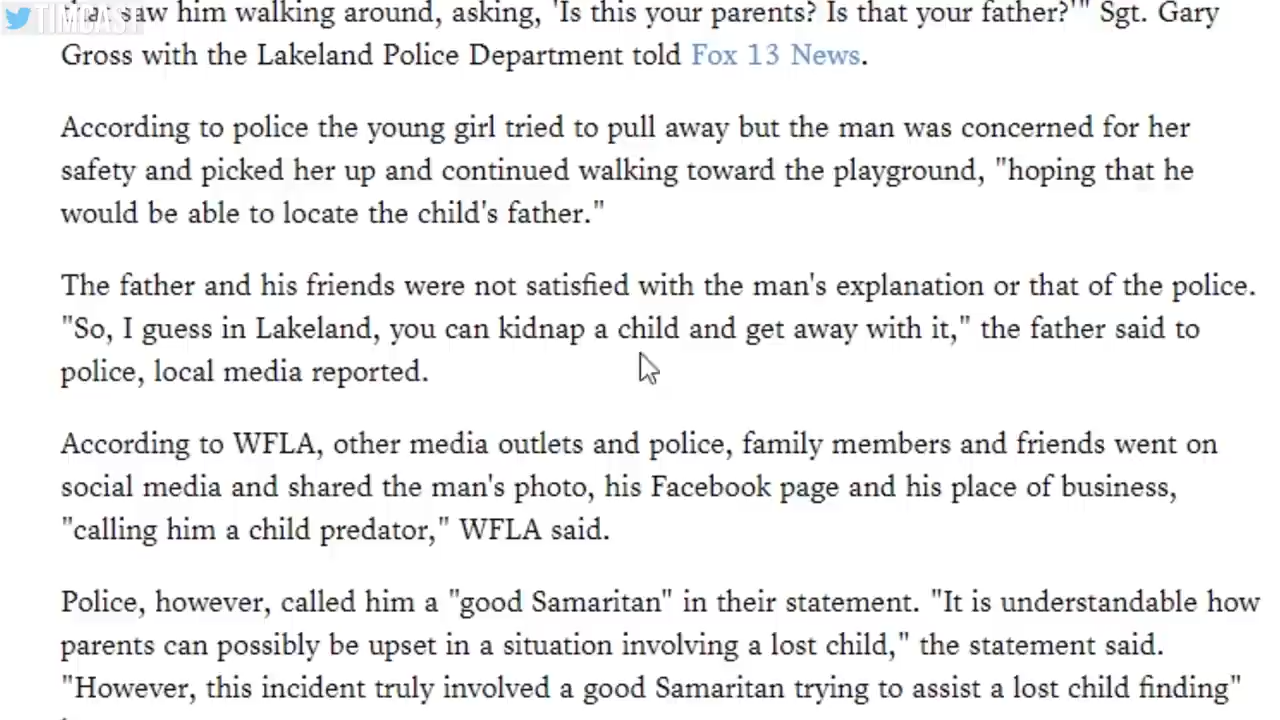 TIMCAST
saw him walking around, asking, 'Is this your parents? Is that your father?'" Sgt. Gary
Gross with the Lakeland Police Department told Fox 13 News.
According to police the young girl tried to pull away but the man was concerned for her
safety and picked her up and continued walking toward the playground, "hoping that he
would be able to locate the child's father."
The father and his friends were not satisfied with the man's explanation or that of the police.
"So, I guess in Lakeland, you can kidnap a child and get away with it," the father said to
police, local media reported.
According to WFLA, other media outlets and police, family members and friends went on
social media and shared the man's photo, his Facebook page and his place of business,
"calling him a child predator," WFLA said.
Police, however, called him a "good Samaritan" in their statement. "It is understandable how
parents can possibly be upset in a situation involving a lost child," the statement said.
"However, this incident truly involved a good Samaritan trying to assist a lost child finding"